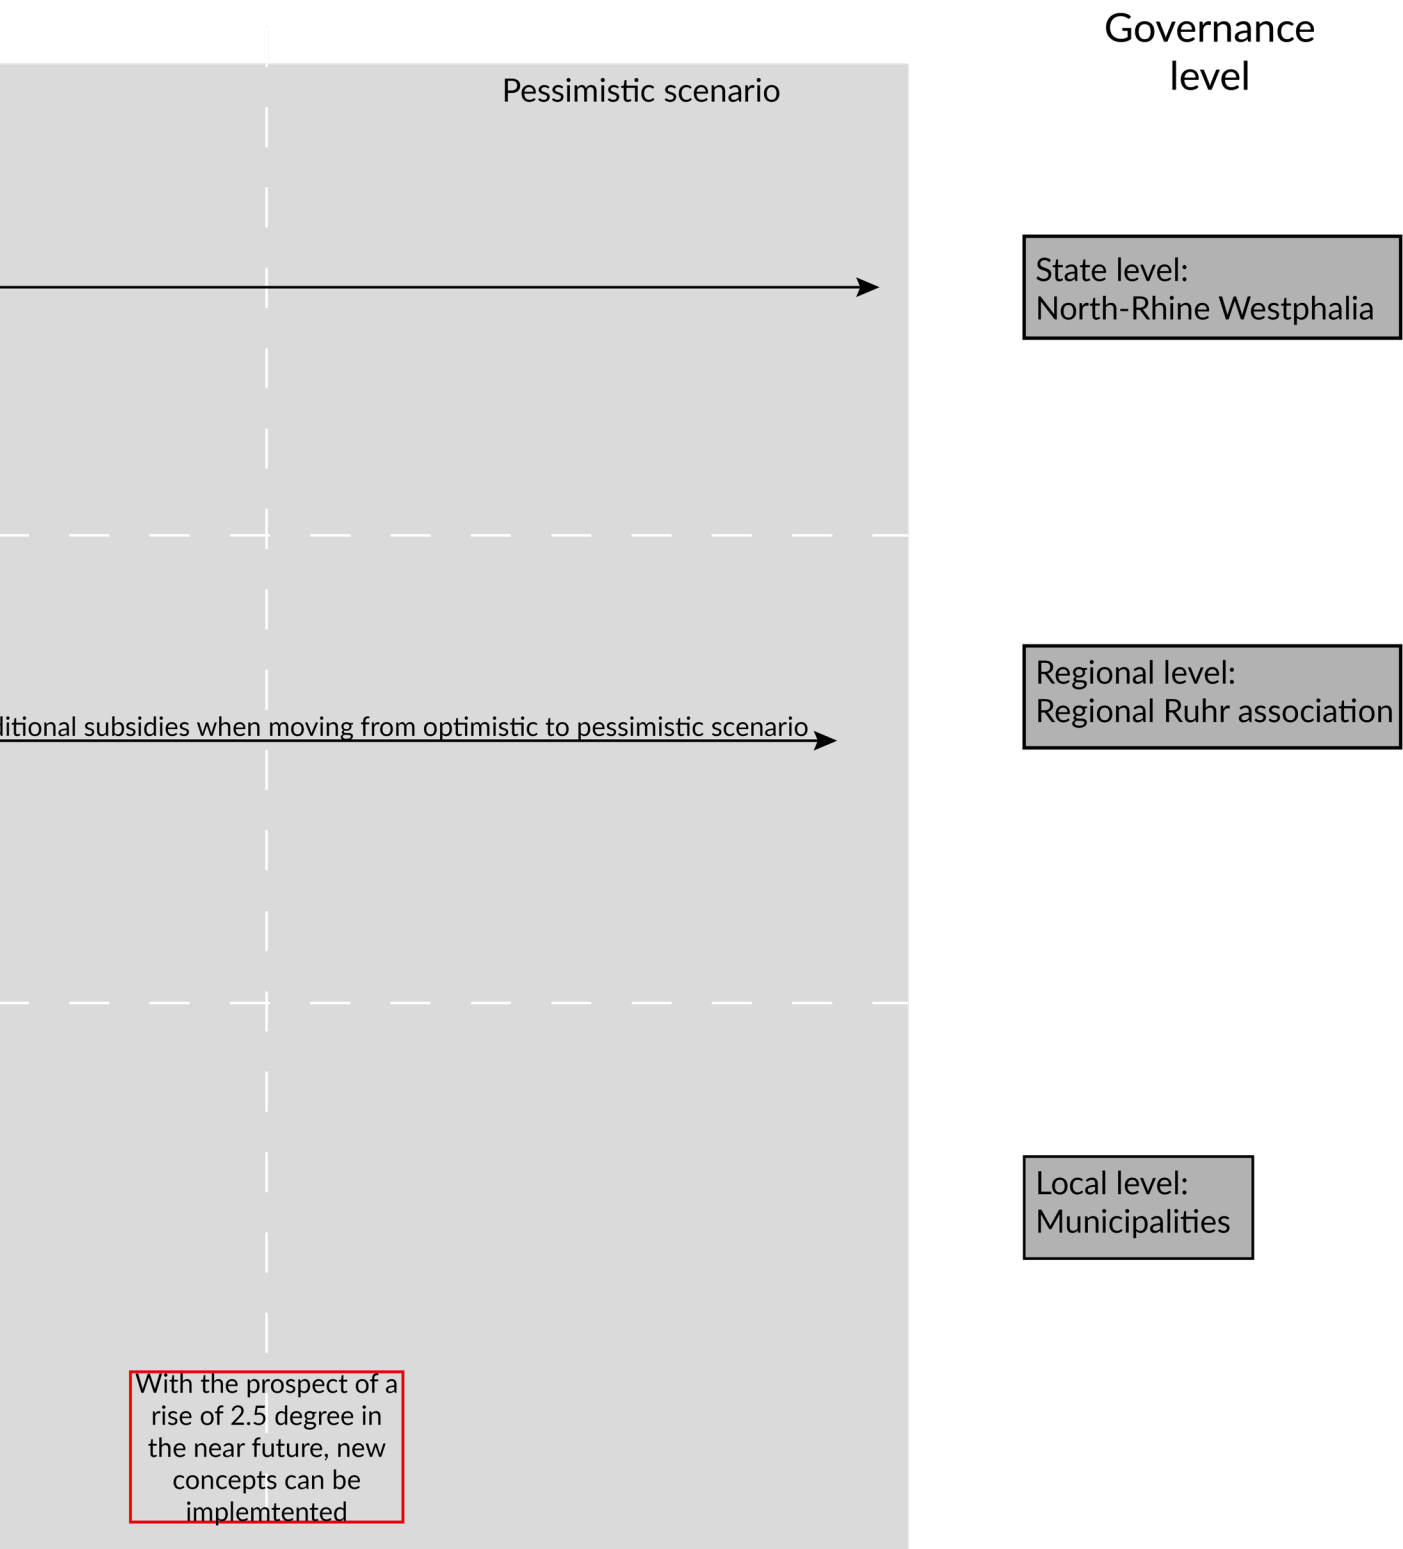 Governance
level
Pessimistic scenario
State level:
North-Rhine Westphalia
Regional level:
Regional Ruhr association
subsidies when moving from optimistic to pessimistic scenario
Local level:
Municipalities
With the prospect of a
rise of 2.5 degree in
the near future, new
concepts can be
implemtented